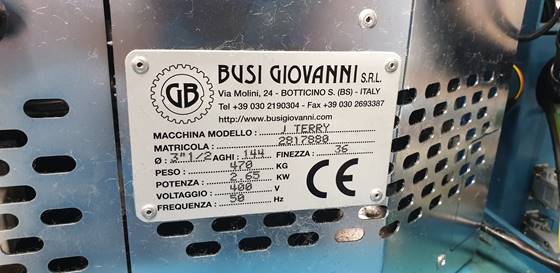 GB
BUSI GIOVANNI S.R.L.
Via Molini, 24 - BOTTICINO S. (BS) - ITALY
Tel +39 030 2190304 - Fax +39 030 2693387
http://www.busigiovanni.com
MACCHINA MODELLO : J TERRY
MATRICOLA : 2817880
Ø : 3"1/2 AGHI : 144 FINEZZA : 36
PESO : 470 KG
POTENZA : 2.65 KW
VOLTAGGIO : 400 V
FREQUENZA : 50 Hz
CE